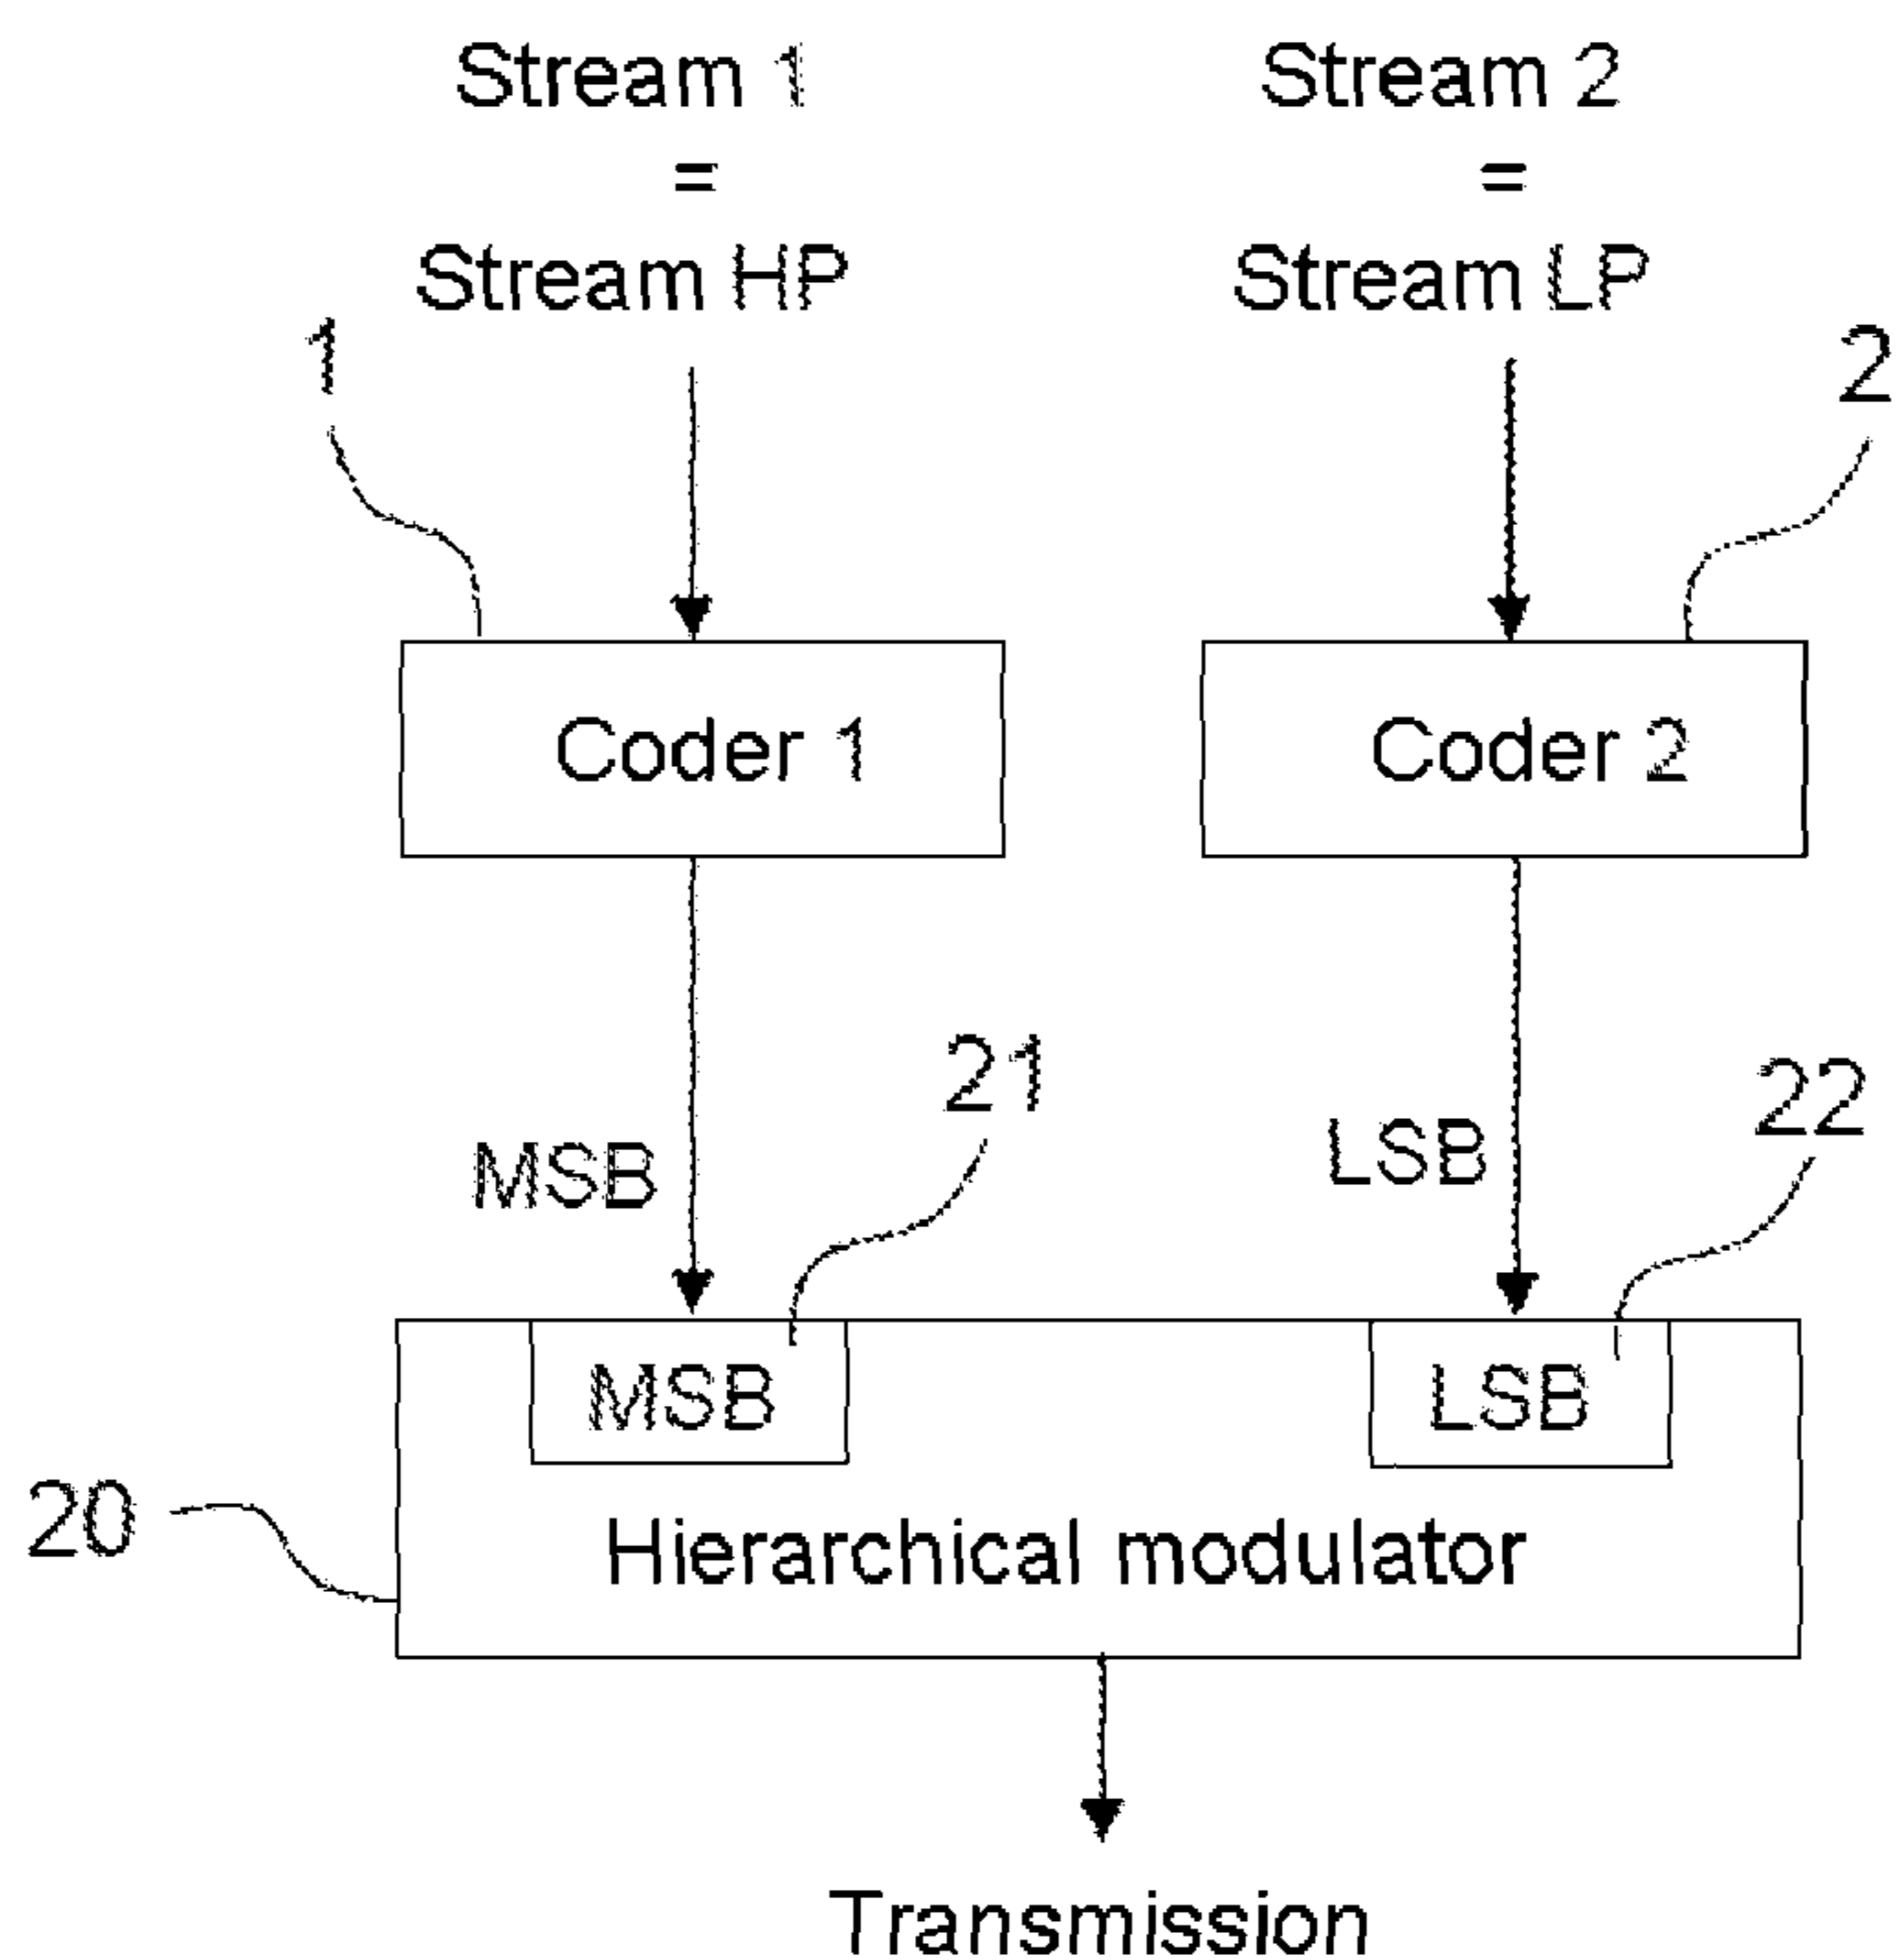 Stream 1
=
Stream HP
Stream 2
=
Stream LP
1
2
Coder 1
Coder 2
21
22
MSB
LSB
MSB
LSB
20
Hierarchical modulator
Transmission